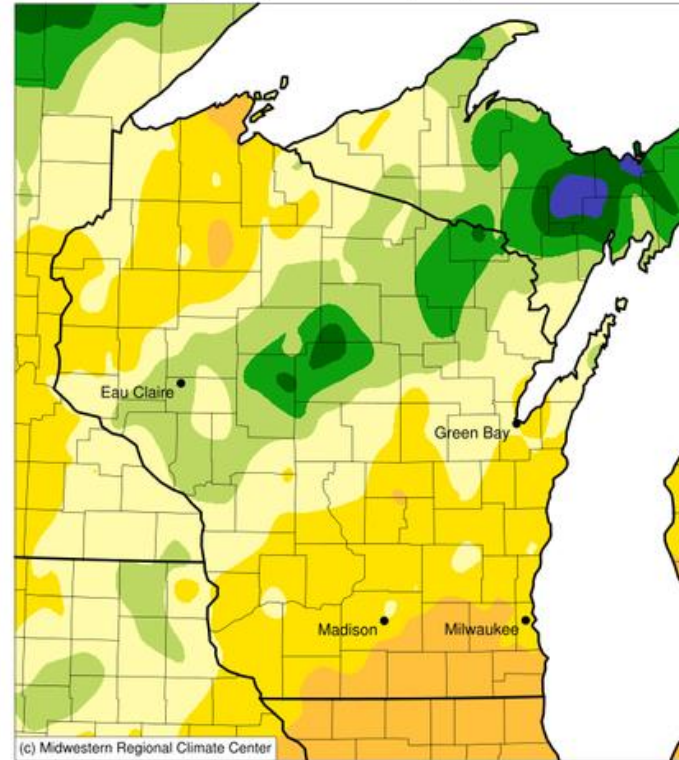 Eau Claire
Green Bay
Madison
Milwaukee
(c) Midwestern Regional Climate Center